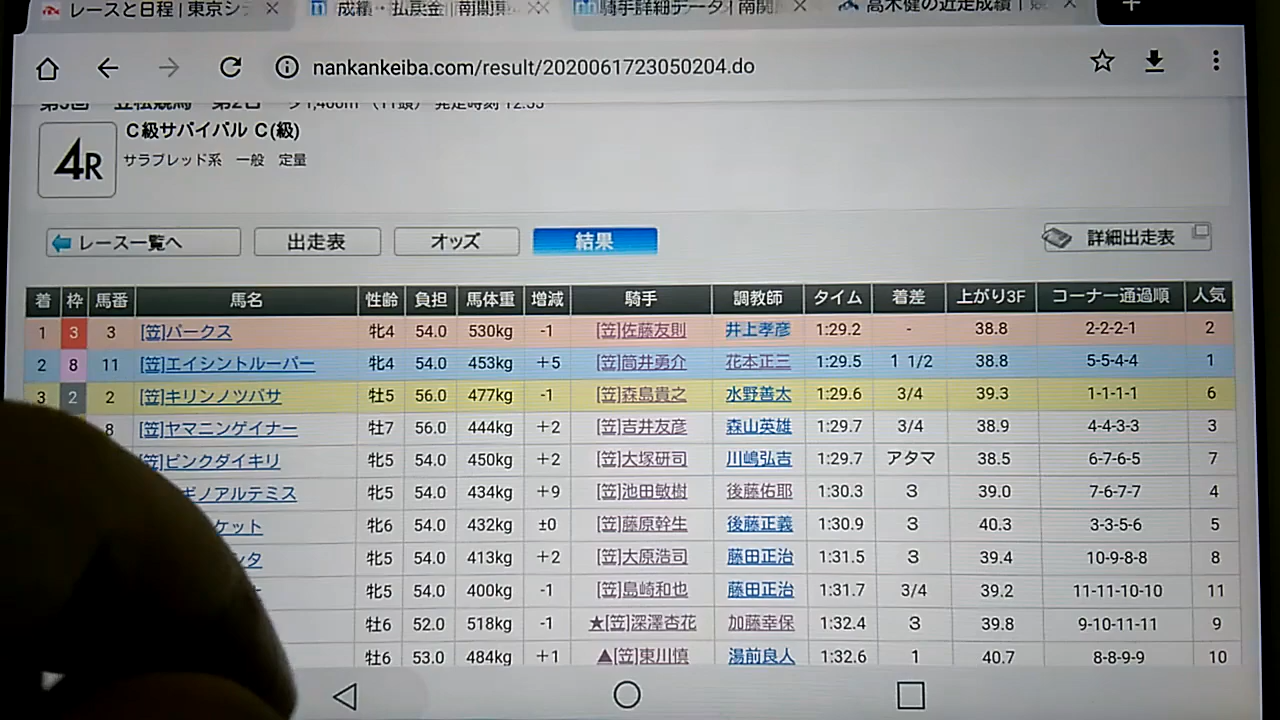 レースと日程 | 東京シ
成績・払戻金 | 南関東
騎手詳細データ | 南関
高木健の近走成績 |
nankankeiba.com/result/2020061723050204.do
第5回 笠松競馬 第2日 ダ1,400m (11頭) 発走時刻 12:35
4R
C級サバイバル C(級)
サラブレッド系 一般 定量
レース一覧へ 出走表 オッズ 結果 詳細出走表
着 枠 馬番 馬名 性齢 負担 馬体重 増減 騎手 調教師 タイム 着差 上がり3F コーナー通過順 人気
1 3 3 [笠]パークス 牝4 54.0 530kg -1 [笠]佐藤友則 井上孝彦 1:29.2 - 38.8 2-2-2-1 2
2 8 11 [笠]エイシントルーパー 牝4 54.0 453kg +5 [笠]筒井勇介 花本正三 1:29.5 1 1/2 38.8 5-5-4-4 1
3 2 2 [笠]キリンノツバサ 牡5 56.0 477kg -1 [笠]森島貴之 水野善太 1:29.6 3/4 39.3 1-1-1-1 6
8 [笠]ヤマニンゲイナー 牡7 56.0 444kg +2 [笠]吉井友彦 森山英雄 1:29.7 3/4 38.9 4-4-3-3 3
[笠]ピンクダイキリ 牝5 54.0 450kg +2 [笠]大塚研司 川嶋弘吉 1:29.7 アタマ 38.5 6-7-6-5 7
ギノアルテミス 牝5 54.0 434kg +9 [笠]池田敏樹 後藤佑耶 1:30.3 3 39.0 7-6-7-7 4
ケット 牝6 54.0 432kg ±0 [笠]藤原幹生 後藤正義 1:30.9 3 40.3 3-3-5-6 5
タ 牝5 54.0 413kg +2 [笠]大原浩司 藤田正治 1:31.5 3 39.4 10-9-8-8 8
牝5 54.0 400kg -1 [笠]島崎和也 藤田正治 1:31.7 3/4 39.2 11-11-10-10 11
牡6 52.0 518kg -1 ★[笠]深澤杏花 加藤幸保 1:32.4 3 39.8 9-10-11-11 9
牡6 53.0 484kg +1 ▲[笠]東川慎 湯前良人 1:32.6 1 40.7 8-8-9-9 10